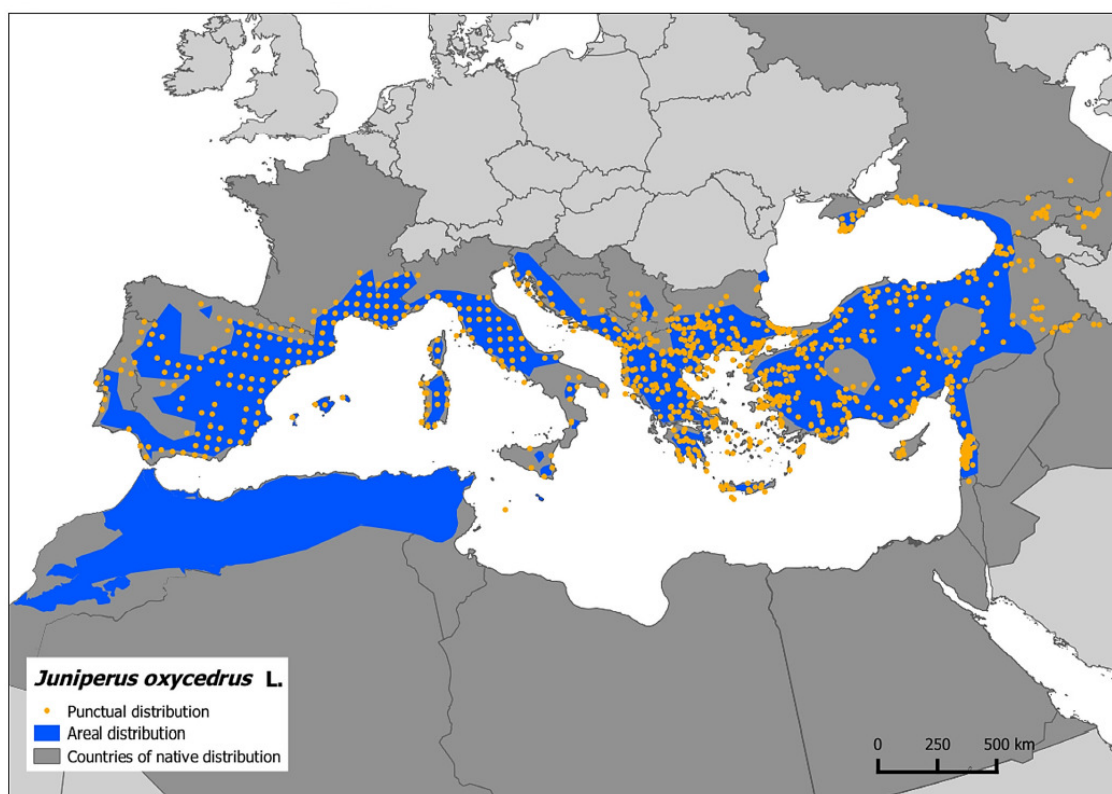 Juniperus oxycedrus L.
Punctual distribution
Areal distribution
Countries of native distribution
0 250 500 km